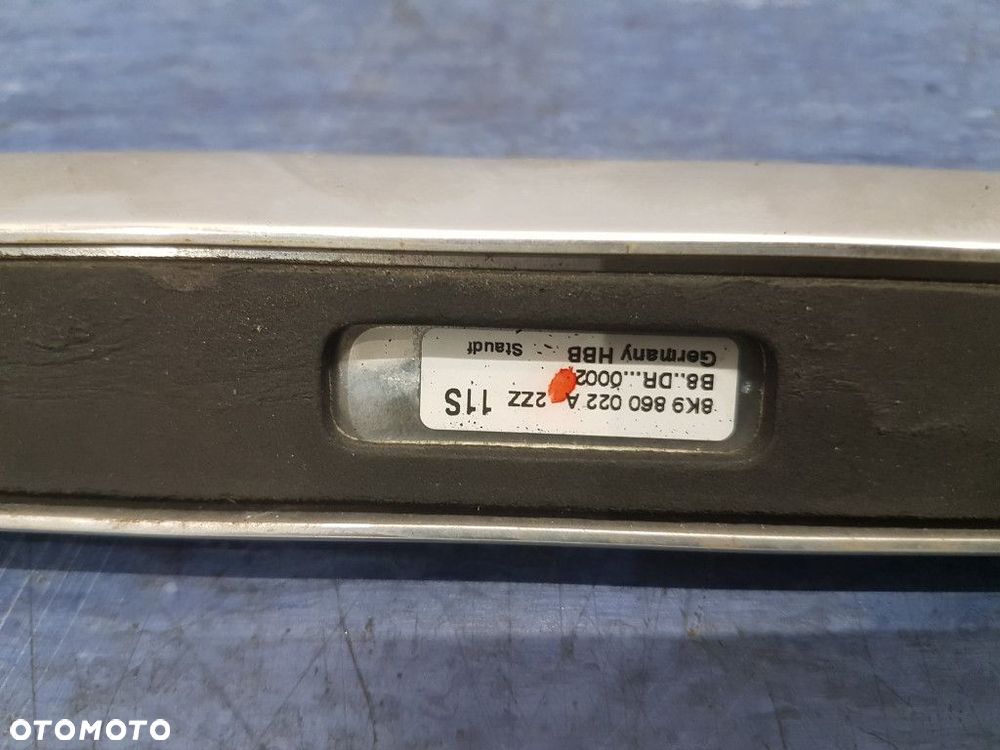 8K9 860 022 A 2ZZ 11S
B8..DR...0002
Germany HBB Staudt
OTOMOTO